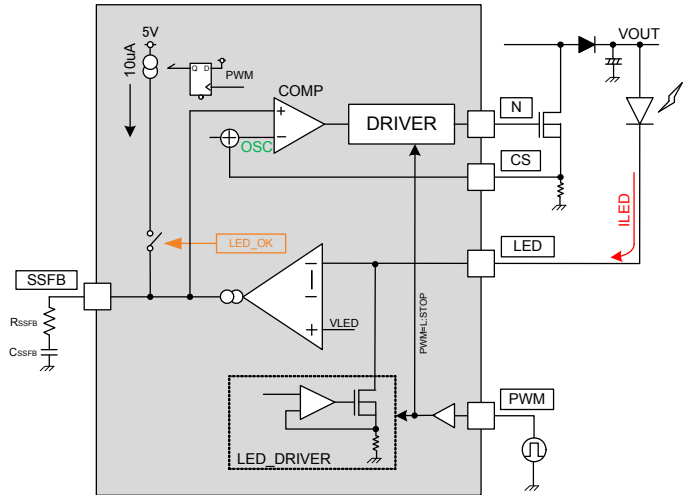 5V
10uA
Q D
PWM
COMP
+
−
OSC
DRIVER
N
CS
VOUT
ILED
LED_OK
LED
SSFB
RSSFB
CSSFB
+
VLED
PWM=L:STOP
PWM
LED_DRIVER